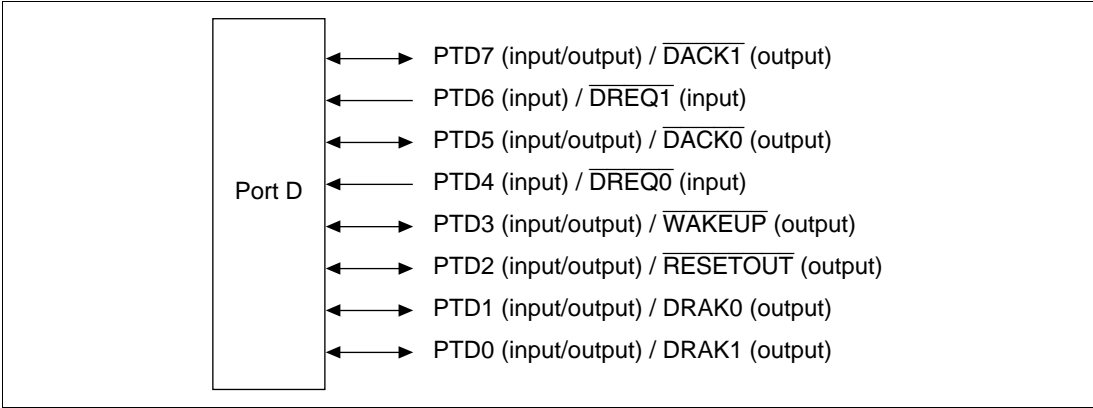 PTD7 (input/output) / DACK1 (output)
PTD6 (input) / DREQ1 (input)
PTD5 (input/output) / DACK0 (output)
PTD4 (input) / DREQ0 (input)
Port D
PTD3 (input/output) / WAKEUP (output)
PTD2 (input/output) / RESETOUT (output)
PTD1 (input/output) / DRAK0 (output)
PTD0 (input/output) / DRAK1 (output)